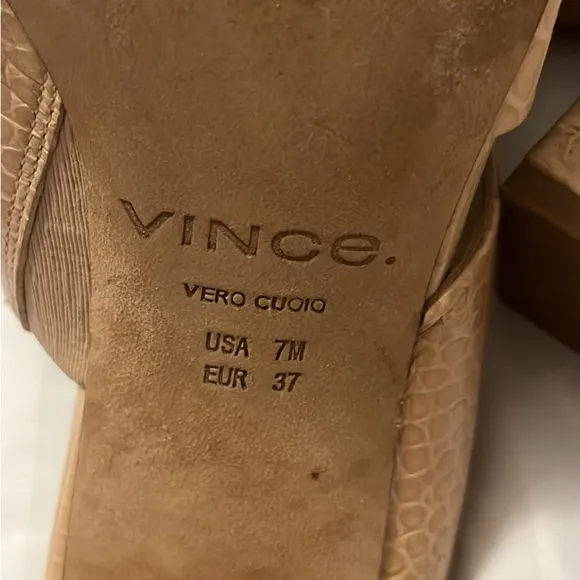 VINCe.
VERO CUOIO
USA 7M
EUR 37